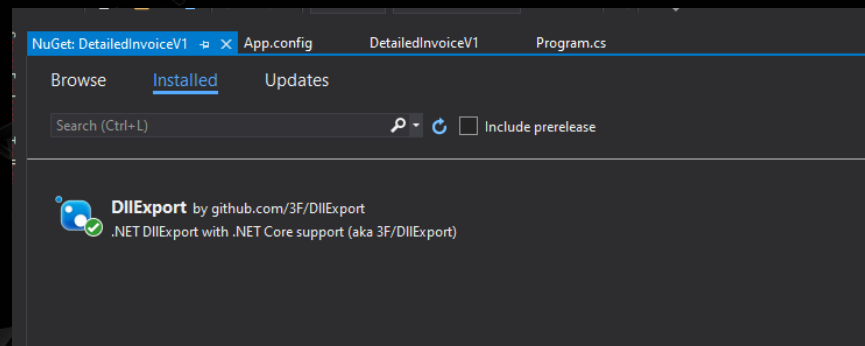 NuGet: DetailedInvoiceV1 App.config DetailedInvoiceV1 Program.cs
Browse Installed Updates
Search (Ctrl+L) Include prerelease
DllExport by github.com/3F/DllExport
.NET DllExport with .NET Core support (aka 3F/DllExport)